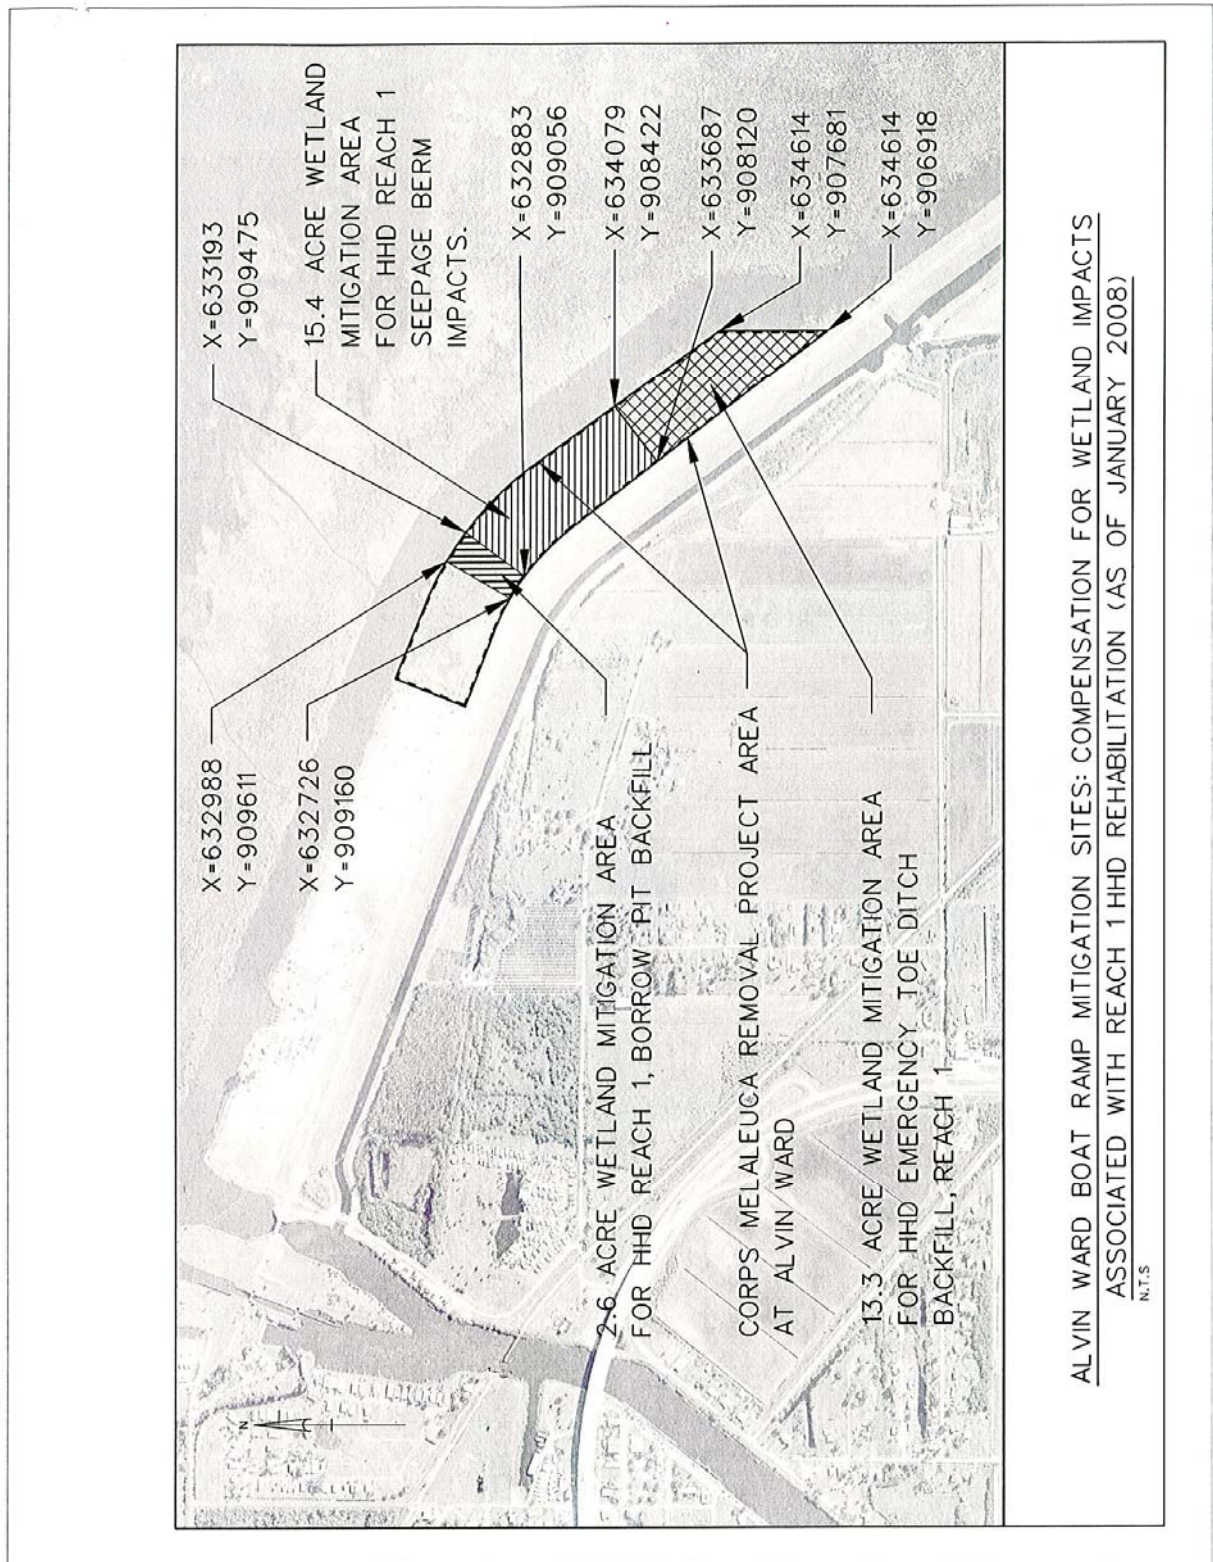 X=633193
Y=909475
15.4 ACRE WETLAND
MITIGATION AREA
FOR HHD REACH 1
SEEPAGE BERM
IMPACTS.
X=632988
Y=909611
X=632726
Y=909160
X=632883
Y=909056
X=634079
Y=908422
X=633687
Y=908120
X=634614
Y=907681
X=634614
Y=906918
2.6 ACRE WETLAND MITIGATION AREA
FOR HHD REACH 1, BORROW PIT BACKFILL
CORPS MELALEUCA REMOVAL PROJECT AREA
AT ALVIN WARD
13.3 ACRE WETLAND MITIGATION AREA
FOR HHD EMERGENCY TOE DITCH
BACKFILL, REACH 1
N
ALVIN WARD BOAT RAMP MITIGATION SITES: COMPENSATION FOR WETLAND IMPACTS
ASSOCIATED WITH REACH 1 HHD REHABILITATION (AS OF JANUARY 2008)
N.T.S